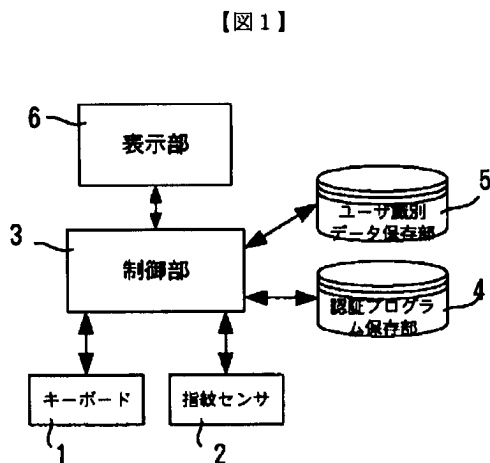 【図1】
6
表示部
5
ユーザ識別
データ保存部
3
制御部
認証プログラ
ム保存部
4
キーボード
指紋センサ
1
2